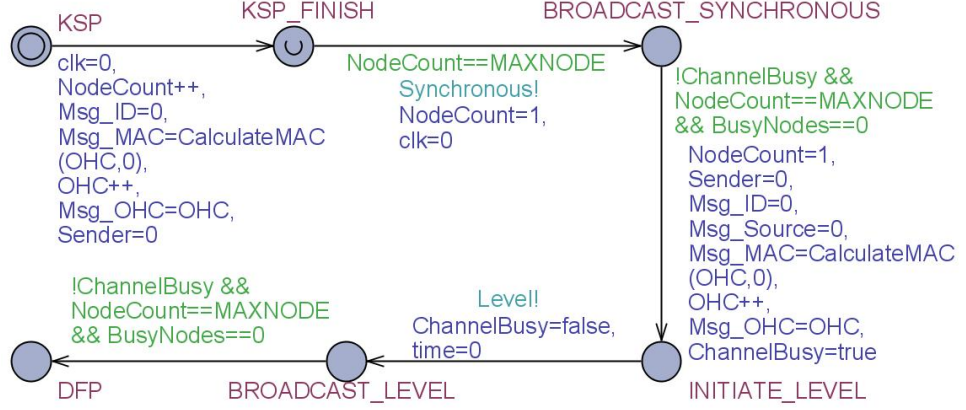 KSP
KSP_FINISH
BROADCAST_SYNCHRONOUS
clk=0,
NodeCount++,
Msg_ID=0,
Msg_MAC=CalculateMAC
(OHC,0),
OHC++,
Msg_OHC=OHC,
Sender=0
NodeCount==MAXNODE
Synchronous!
NodeCount=1,
clk=0
!ChannelBusy &&
NodeCount==MAXNODE
&& BusyNodes==0
NodeCount=1,
Sender=0,
Msg_ID=0,
Msg_Source=0,
Msg_MAC=CalculateMAC
(OHC,0),
OHC++,
Msg_OHC=OHC,
ChannelBusy=true
!ChannelBusy &&
NodeCount==MAXNODE
&& BusyNodes==0
Level!
ChannelBusy=false,
time=0
DFP
BROADCAST_LEVEL
INITIATE_LEVEL